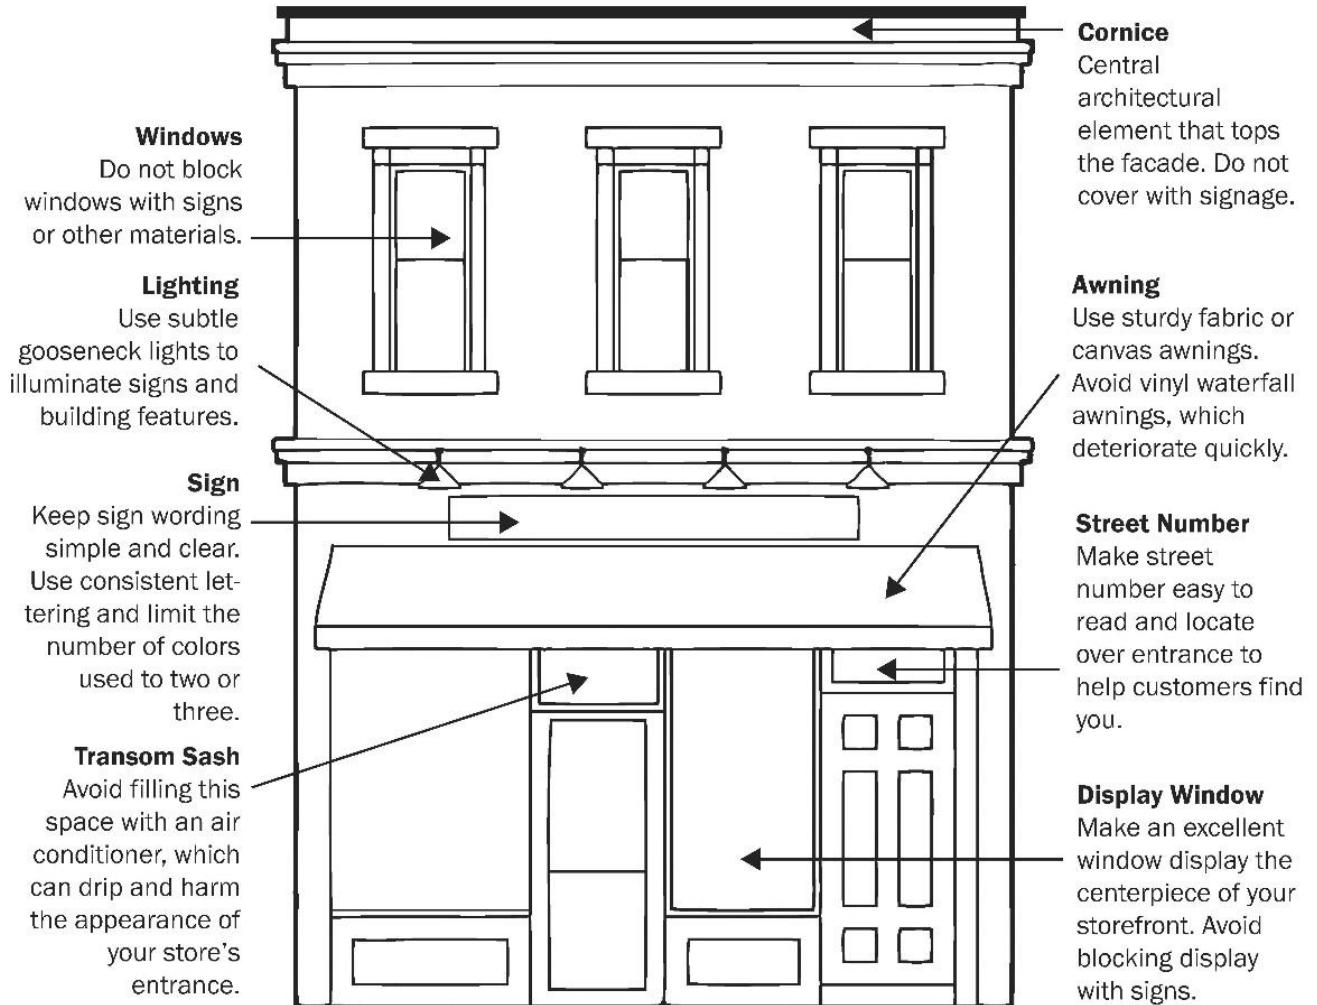 Windows
Do not block
windows with signs
or other materials.
Lighting
Use subtle
gooseneck lights to
illuminate signs and
building features.
Sign
Keep sign wording
simple and clear.
Use consistent let-
tering and limit the
number of colors
used to two or
three.
Transom Sash
Avoid filling this
space with an air
conditioner, which
can drip and harm
the appearance of
your store's
entrance.
Cornice
Central
architectural
element that tops
the facade. Do not
cover with signage.
Awning
Use sturdy fabric or
canvas awnings.
Avoid vinyl waterfall
awnings, which
deteriorate quickly.
Street Number
Make street
number easy to
read and locate
over entrance to
help customers find
you.
Display Window
Make an excellent
window display the
centerpiece of your
storefront. Avoid
blocking display
with signs.